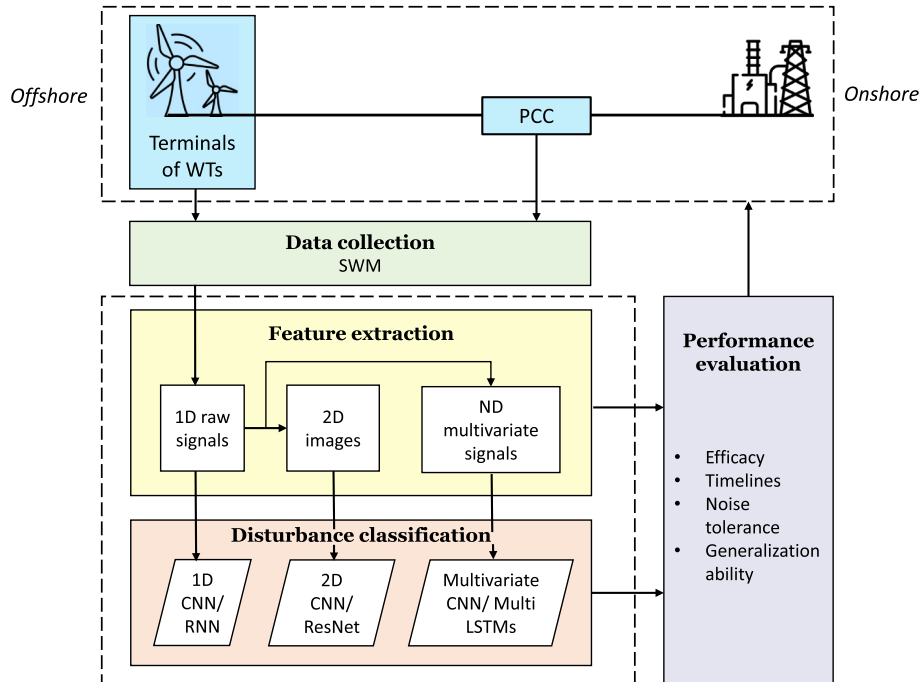 Offshore
Onshore
PCC
Terminals
of WTs
Data collection
SWM
Feature extraction
1D raw
signals
2D
images
ND
multivariate
signals
Disturbance classification
1D
CNN/
RNN
2D
CNN/
ResNet
Multivariate
CNN/ Multi
LSTMs
Performance
evaluation
• Efficacy
• Timelines
• Noise
tolerance
• Generalization
ability